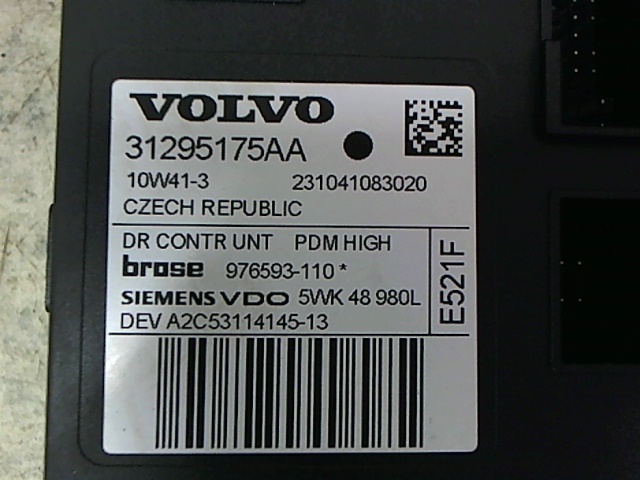 VOLVO
31295175AA
10W41-3 231041083020
CZECH REPUBLIC
DR CONTR UNT PDM HIGH
brose 976593-110 *
SIEMENS VDO 5WK 48 980L
DEV A2C53114145-13
E521F